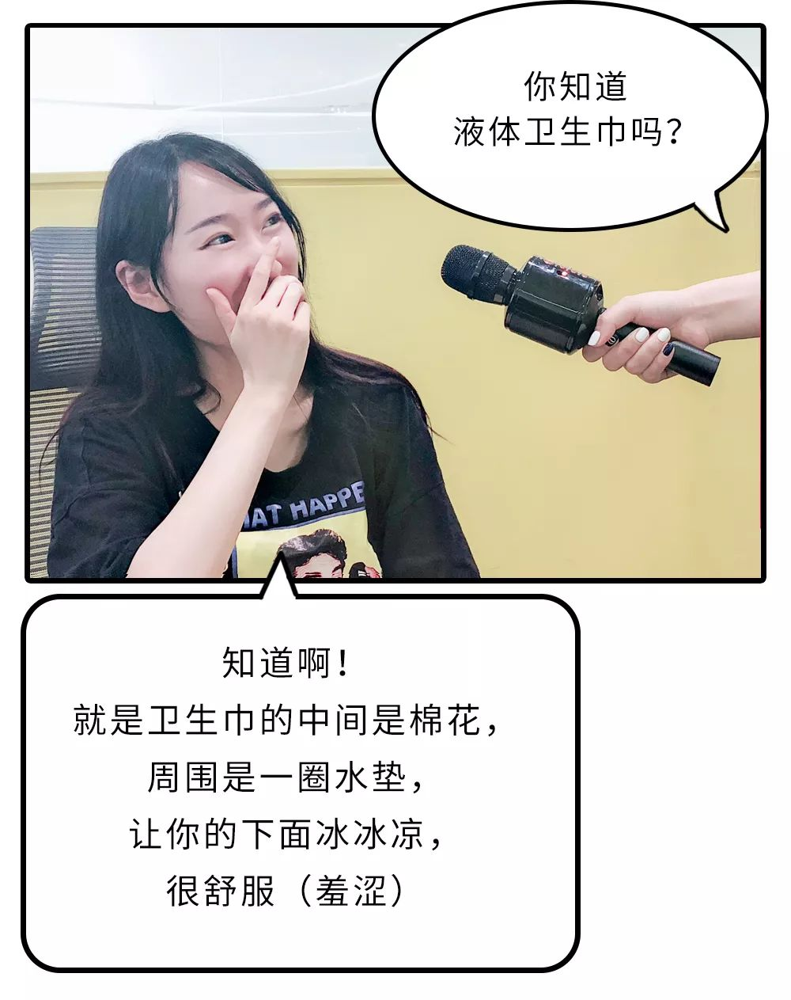 你知道
液体卫生巾吗？
HAT HAPPE
知道啊！
就是卫生巾的中间是棉花，
周围是一圈水垫，
让你的下面冰冰凉，
很舒服（羞涩）